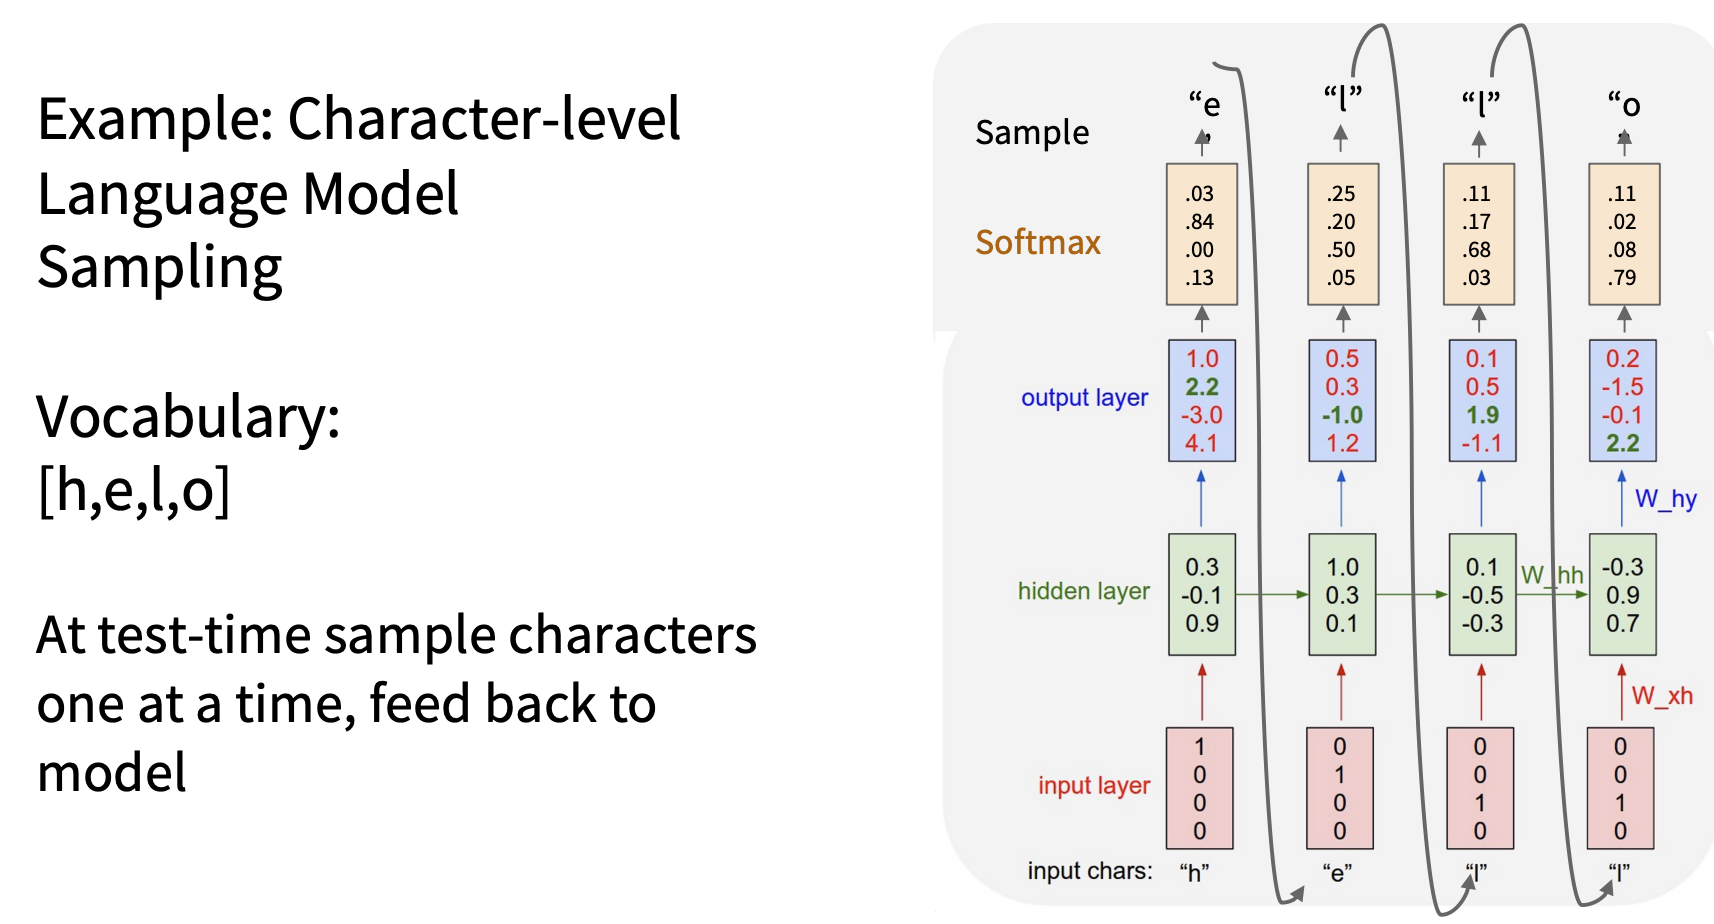 Example: Character-level
Language Model
Sampling
Vocabulary:
[h,e,l,o]
At test-time sample characters
one at a time, feed back to
model
Sample
“e
”
“l”
“l”
“o
”
Softmax
.03 .25 .11 .11
.84 .20 .17 .02
.00 .50 .68 .08
.13 .05 .03 .79
output layer
1.0 0.5 0.1 0.2
2.2 0.3 0.5 -1.5
-3.0 -1.0 1.9 -0.1
4.1 1.2 -1.1 2.2
W_hy
hidden layer
0.3 1.0 0.1 -0.3
-0.1 0.3 -0.5 0.9
0.9 0.1 -0.3 0.7
W_hh
W_xh
input layer
1 0 0 0
0 1 0 0
0 0 1 1
0 0 0 0
input chars: “h” “e” “l” “l”